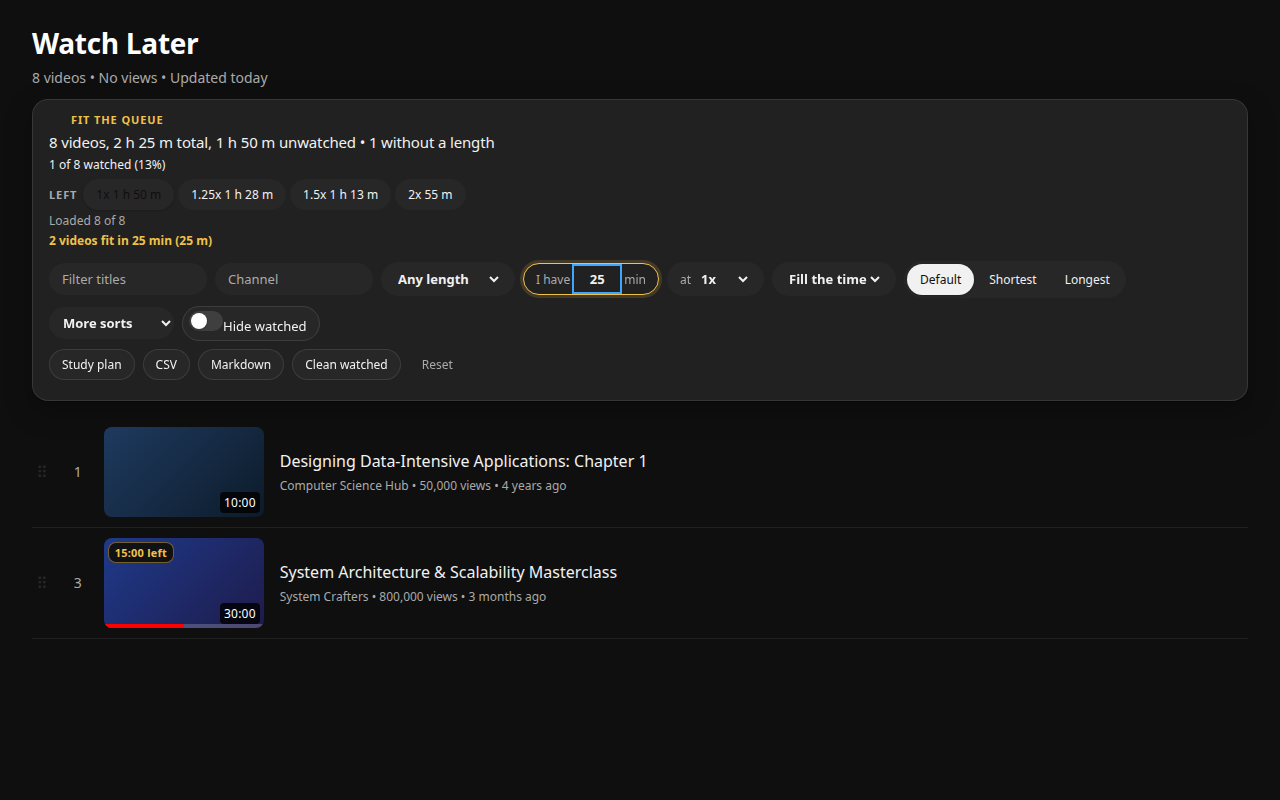 Watch Later
8 videos • No views • Updated today
FIT THE QUEUE
8 videos, 2 h 25 m total, 1 h 50 m unwatched • 1 without a length
1 of 8 watched (13%)
LEFT 1x 1 h 50 m 1.25x 1 h 28 m 1.5x 1 h 13 m 2x 55 m
Loaded 8 of 8
2 videos fit in 25 min (25 m)
Filter titles Channel Any length I have 25 min at 1x Fill the time Default Shortest Longest
More sorts Hide watched
Study plan CSV Markdown Clean watched Reset
1
10:00
Designing Data-Intensive Applications: Chapter 1
Computer Science Hub • 50,000 views • 4 years ago
3
15:00 left
30:00
System Architecture & Scalability Masterclass
System Crafters • 800,000 views • 3 months ago